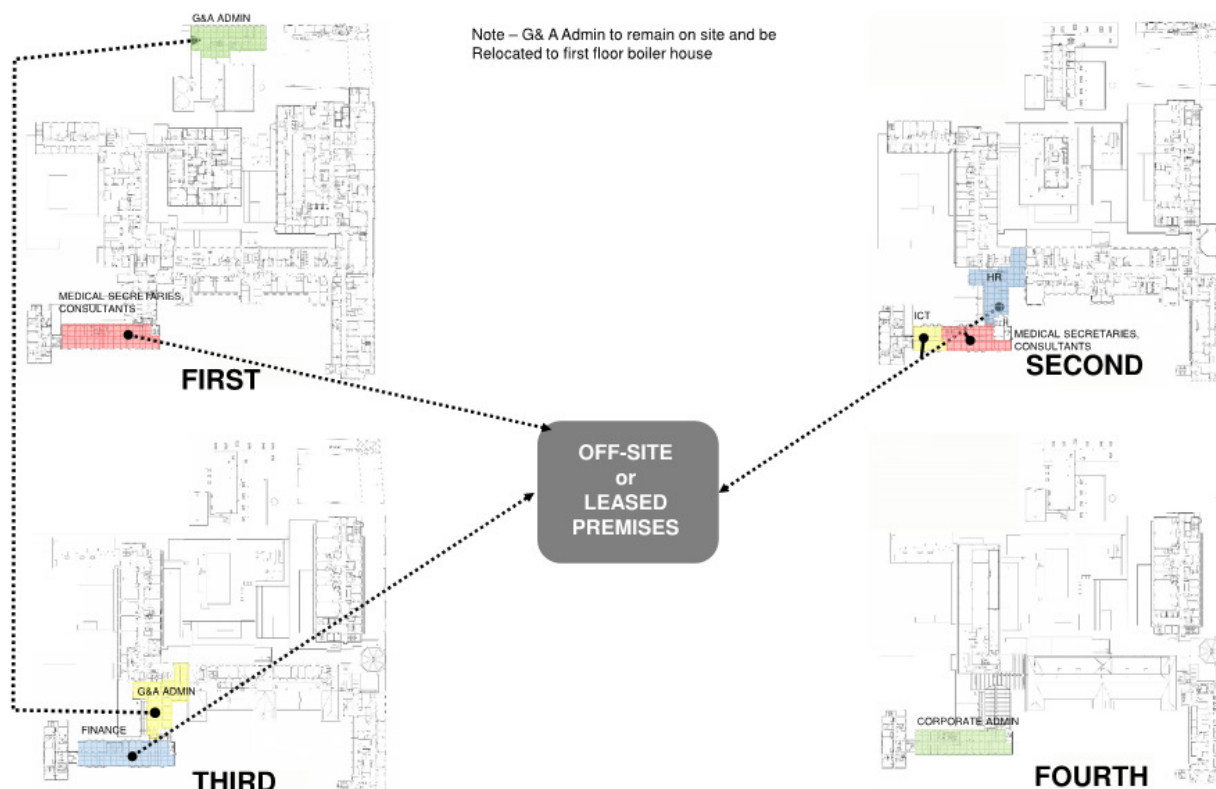 G&A ADMIN
Note – G& A Admin to remain on site and be
Relocated to first floor boiler house
MEDICAL SECRETARIES,
CONSULTANTS
FIRST
HR
ICT
MEDICAL SECRETARIES,
CONSULTANTS
SECOND
OFF-SITE
or
LEASED
PREMISES
G&A ADMIN
FINANCE
THIRD
CORPORATE ADMIN
FOURTH